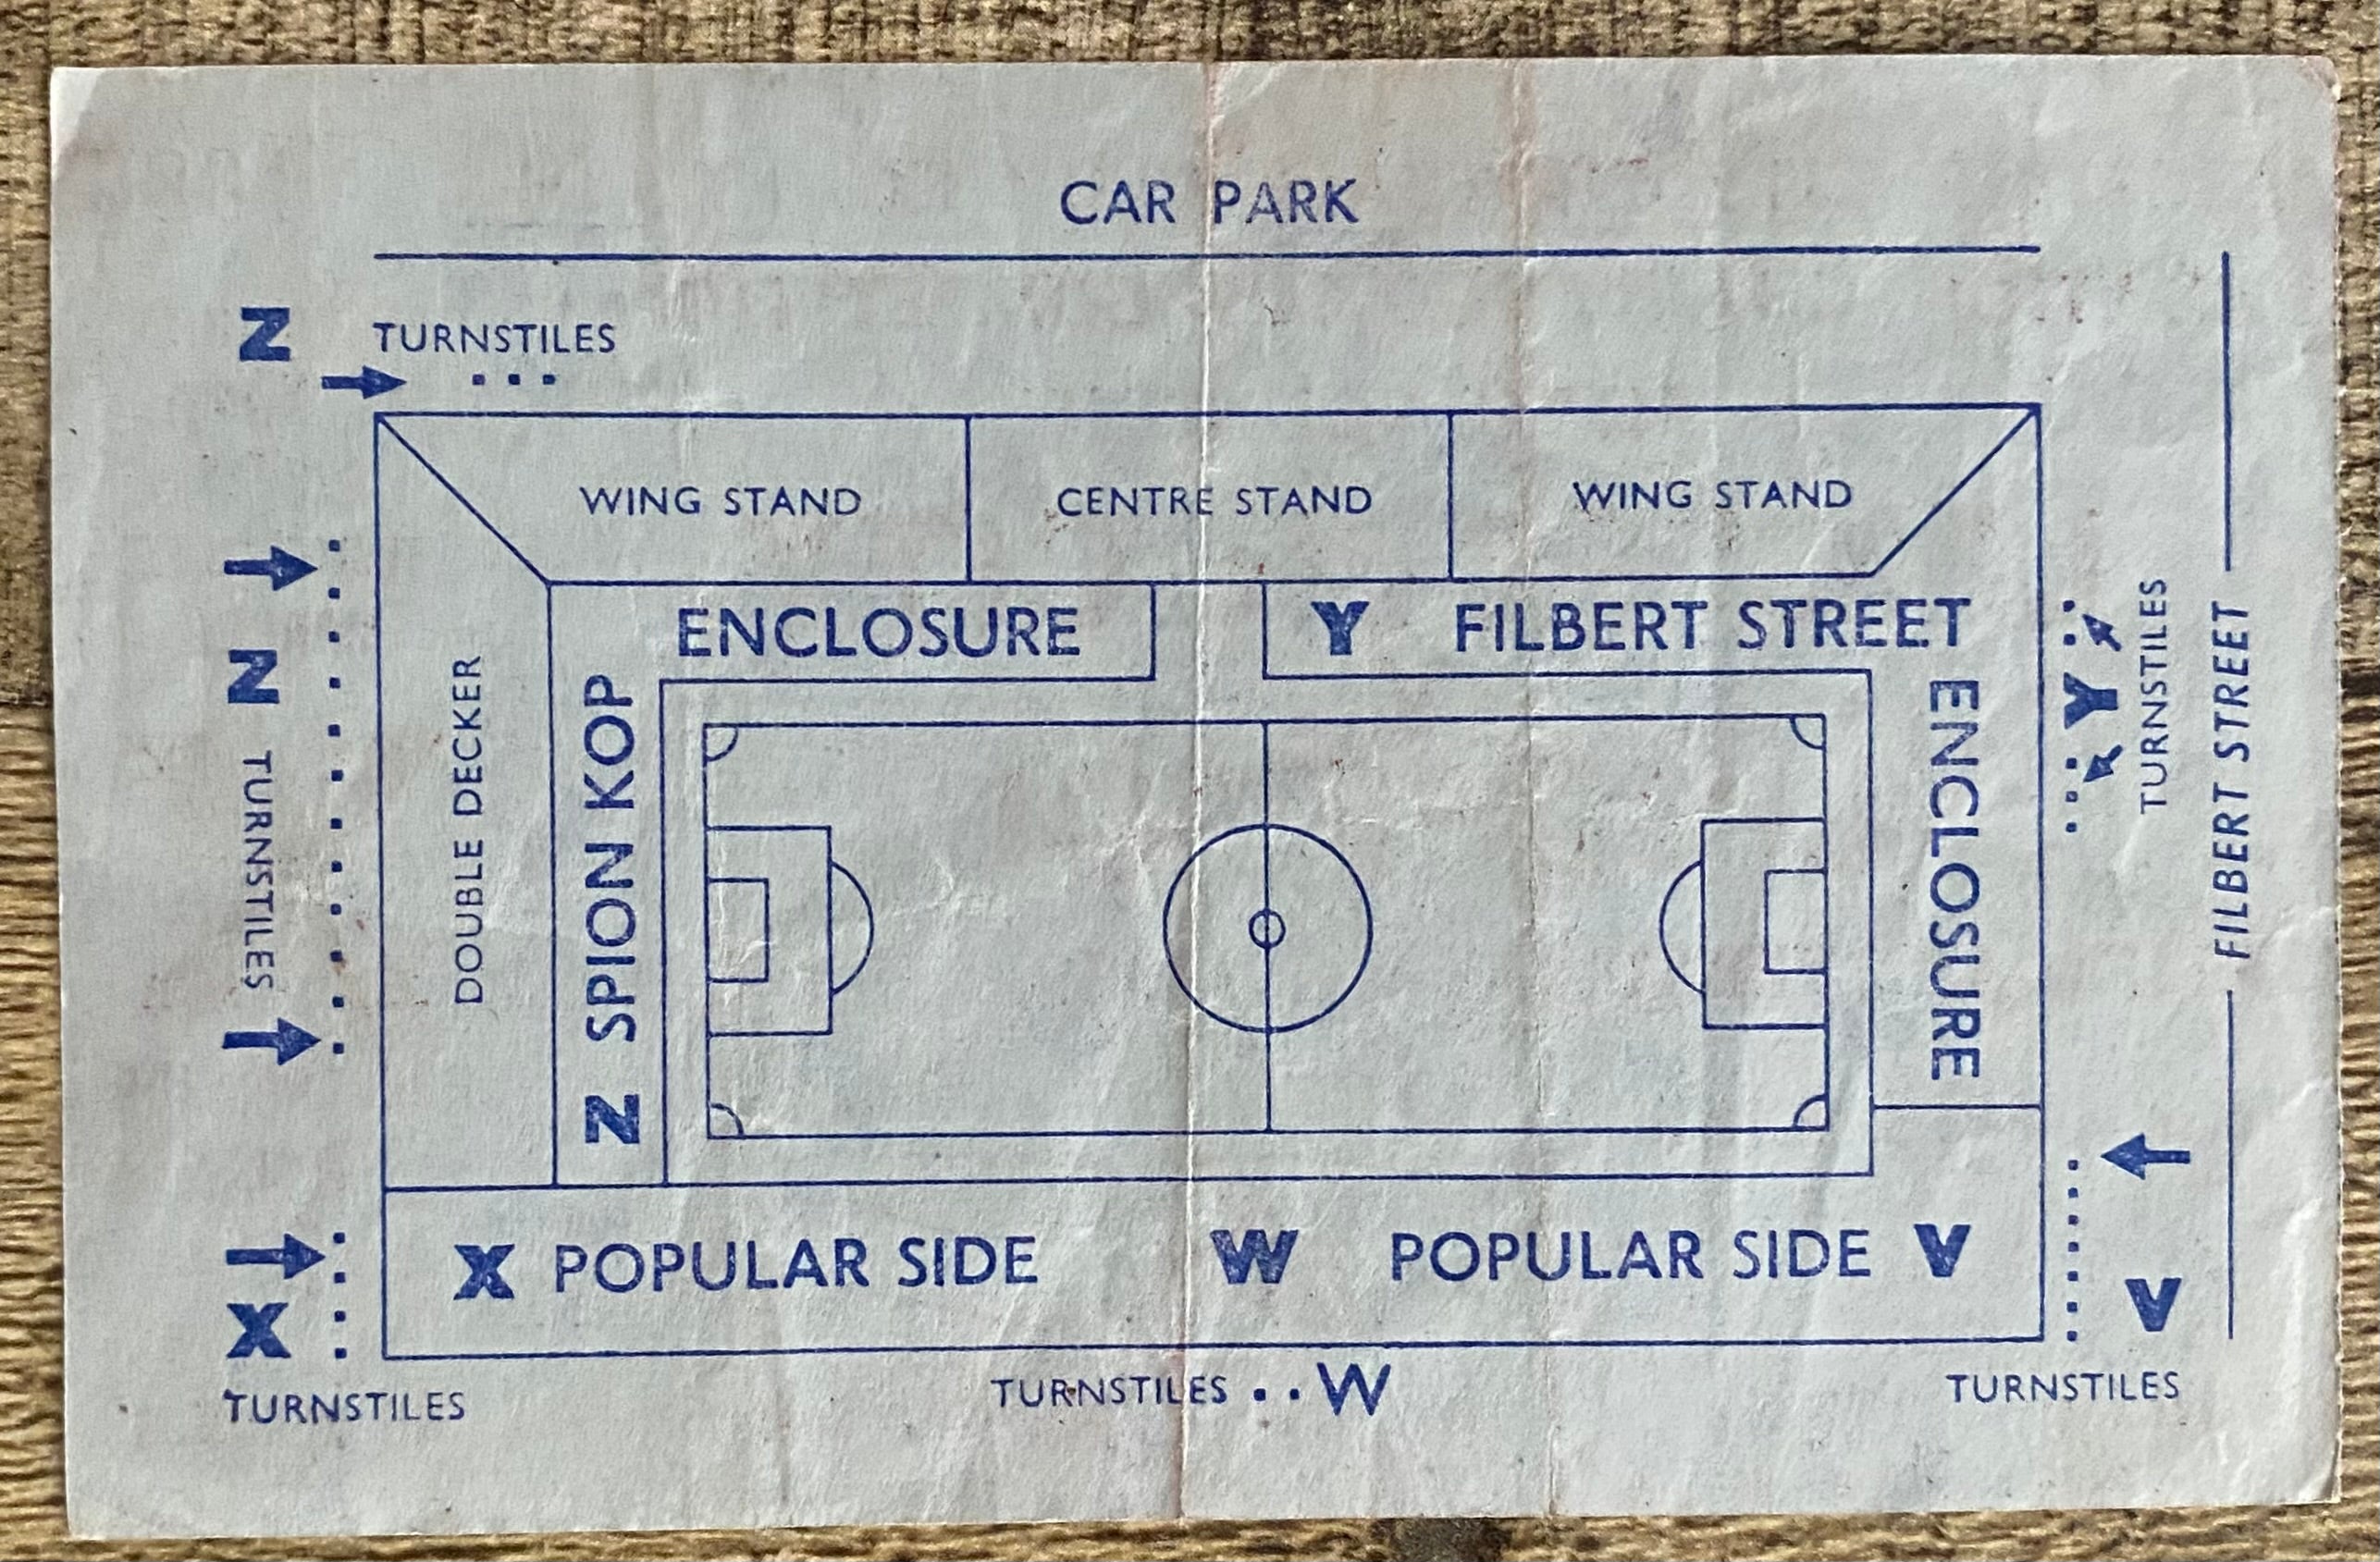 CAR PARK
Z
TURNSTILES
WING STAND
CENTRE STAND
WING STAND
ENCLOSURE
Y FILBERT STREET
ENCLOSURE
Z
TURNSTILES
DOUBLE DECKER
Z SPION KOP
Y
TURNSTILES
FILBERT STREET
X POPULAR SIDE
W
POPULAR SIDE V
X
TURNSTILES
TURNSTILES ..W
V
TURNSTILES